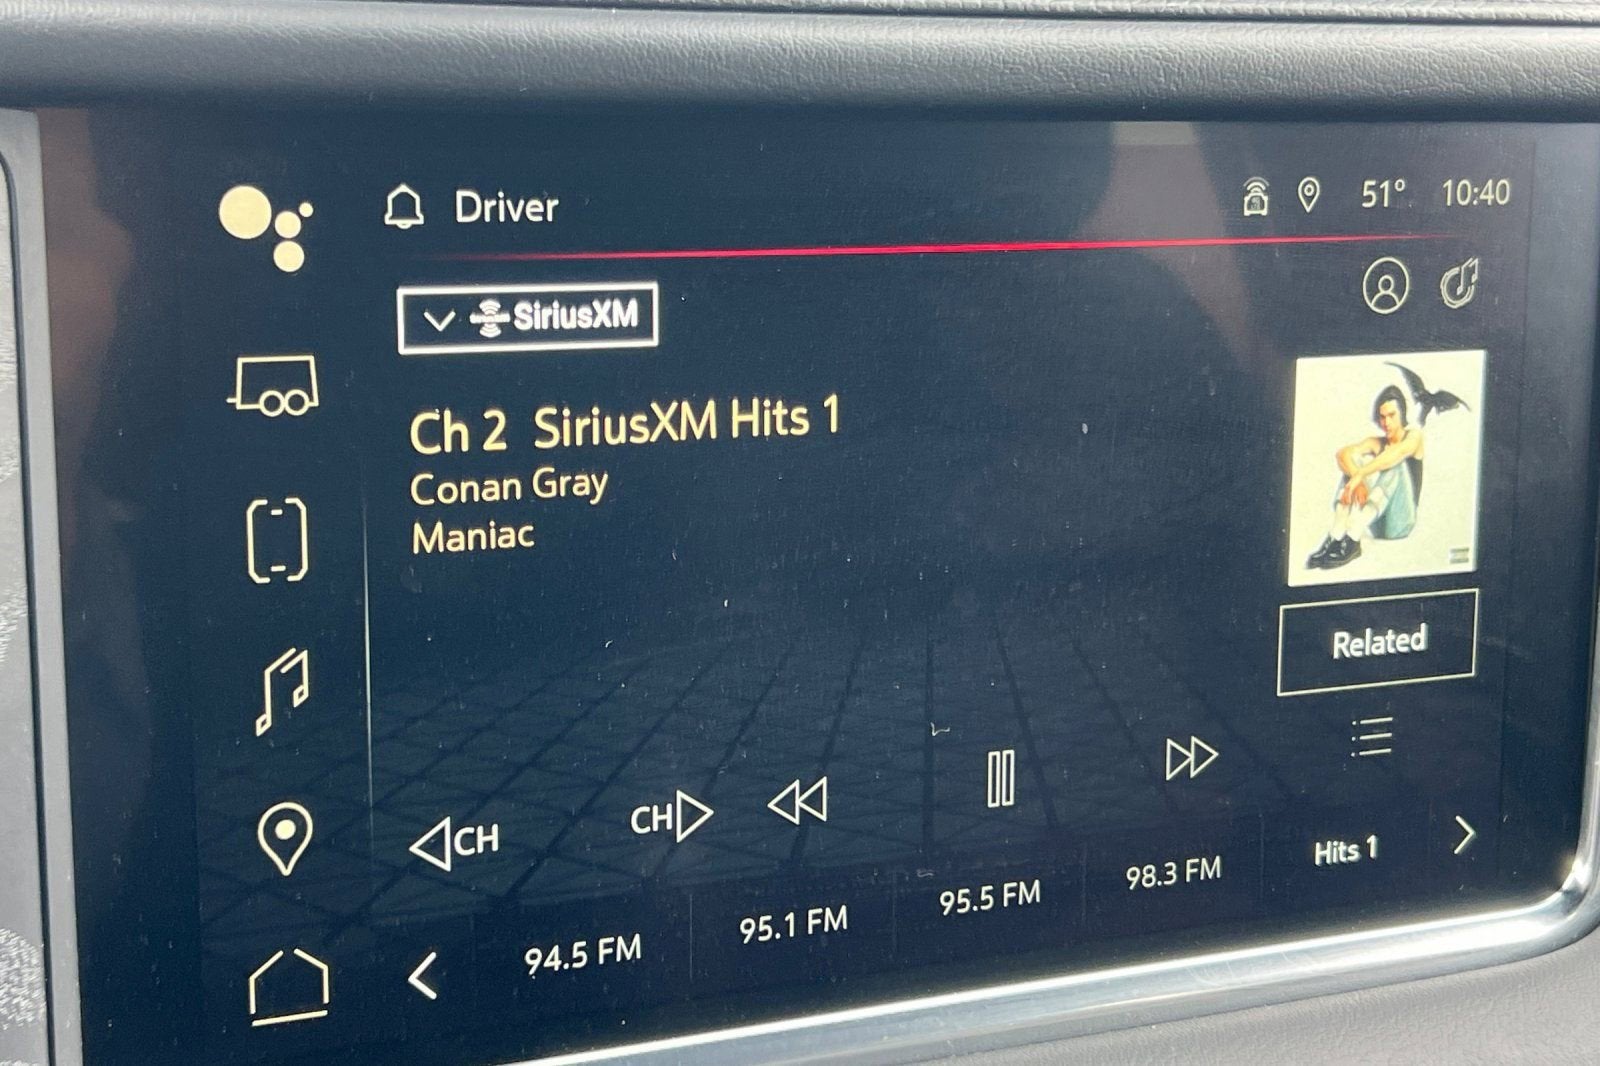 Driver
51° 10:40
SiriusXM
Ch 2 SiriusXM Hits 1
Conan Gray
Maniac
Related
CH
CH
94.5 FM
95.1 FM
95.5 FM
98.3 FM
Hits 1